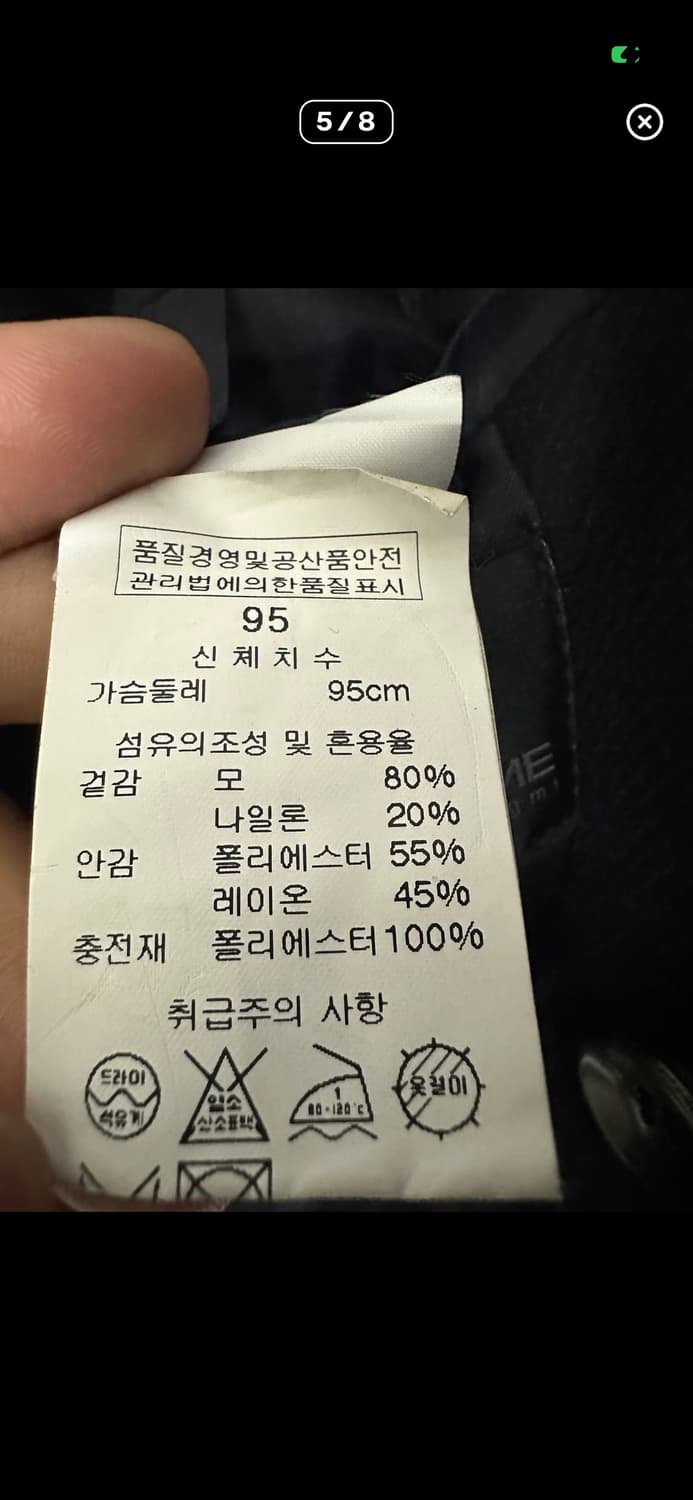 5/8
품질경영및공산품안전
관리법에의한품질표시
95
신체치수
가슴둘레 95cm
섬유의조성 및 혼용율
겉감 모 80%
나일론 20%
안감 폴리에스터 55%
레이온 45%
충전재 폴리에스터 100%
취급주의 사항
드라이
석유계
염소
산소표백
1
80~120℃
옷걸이